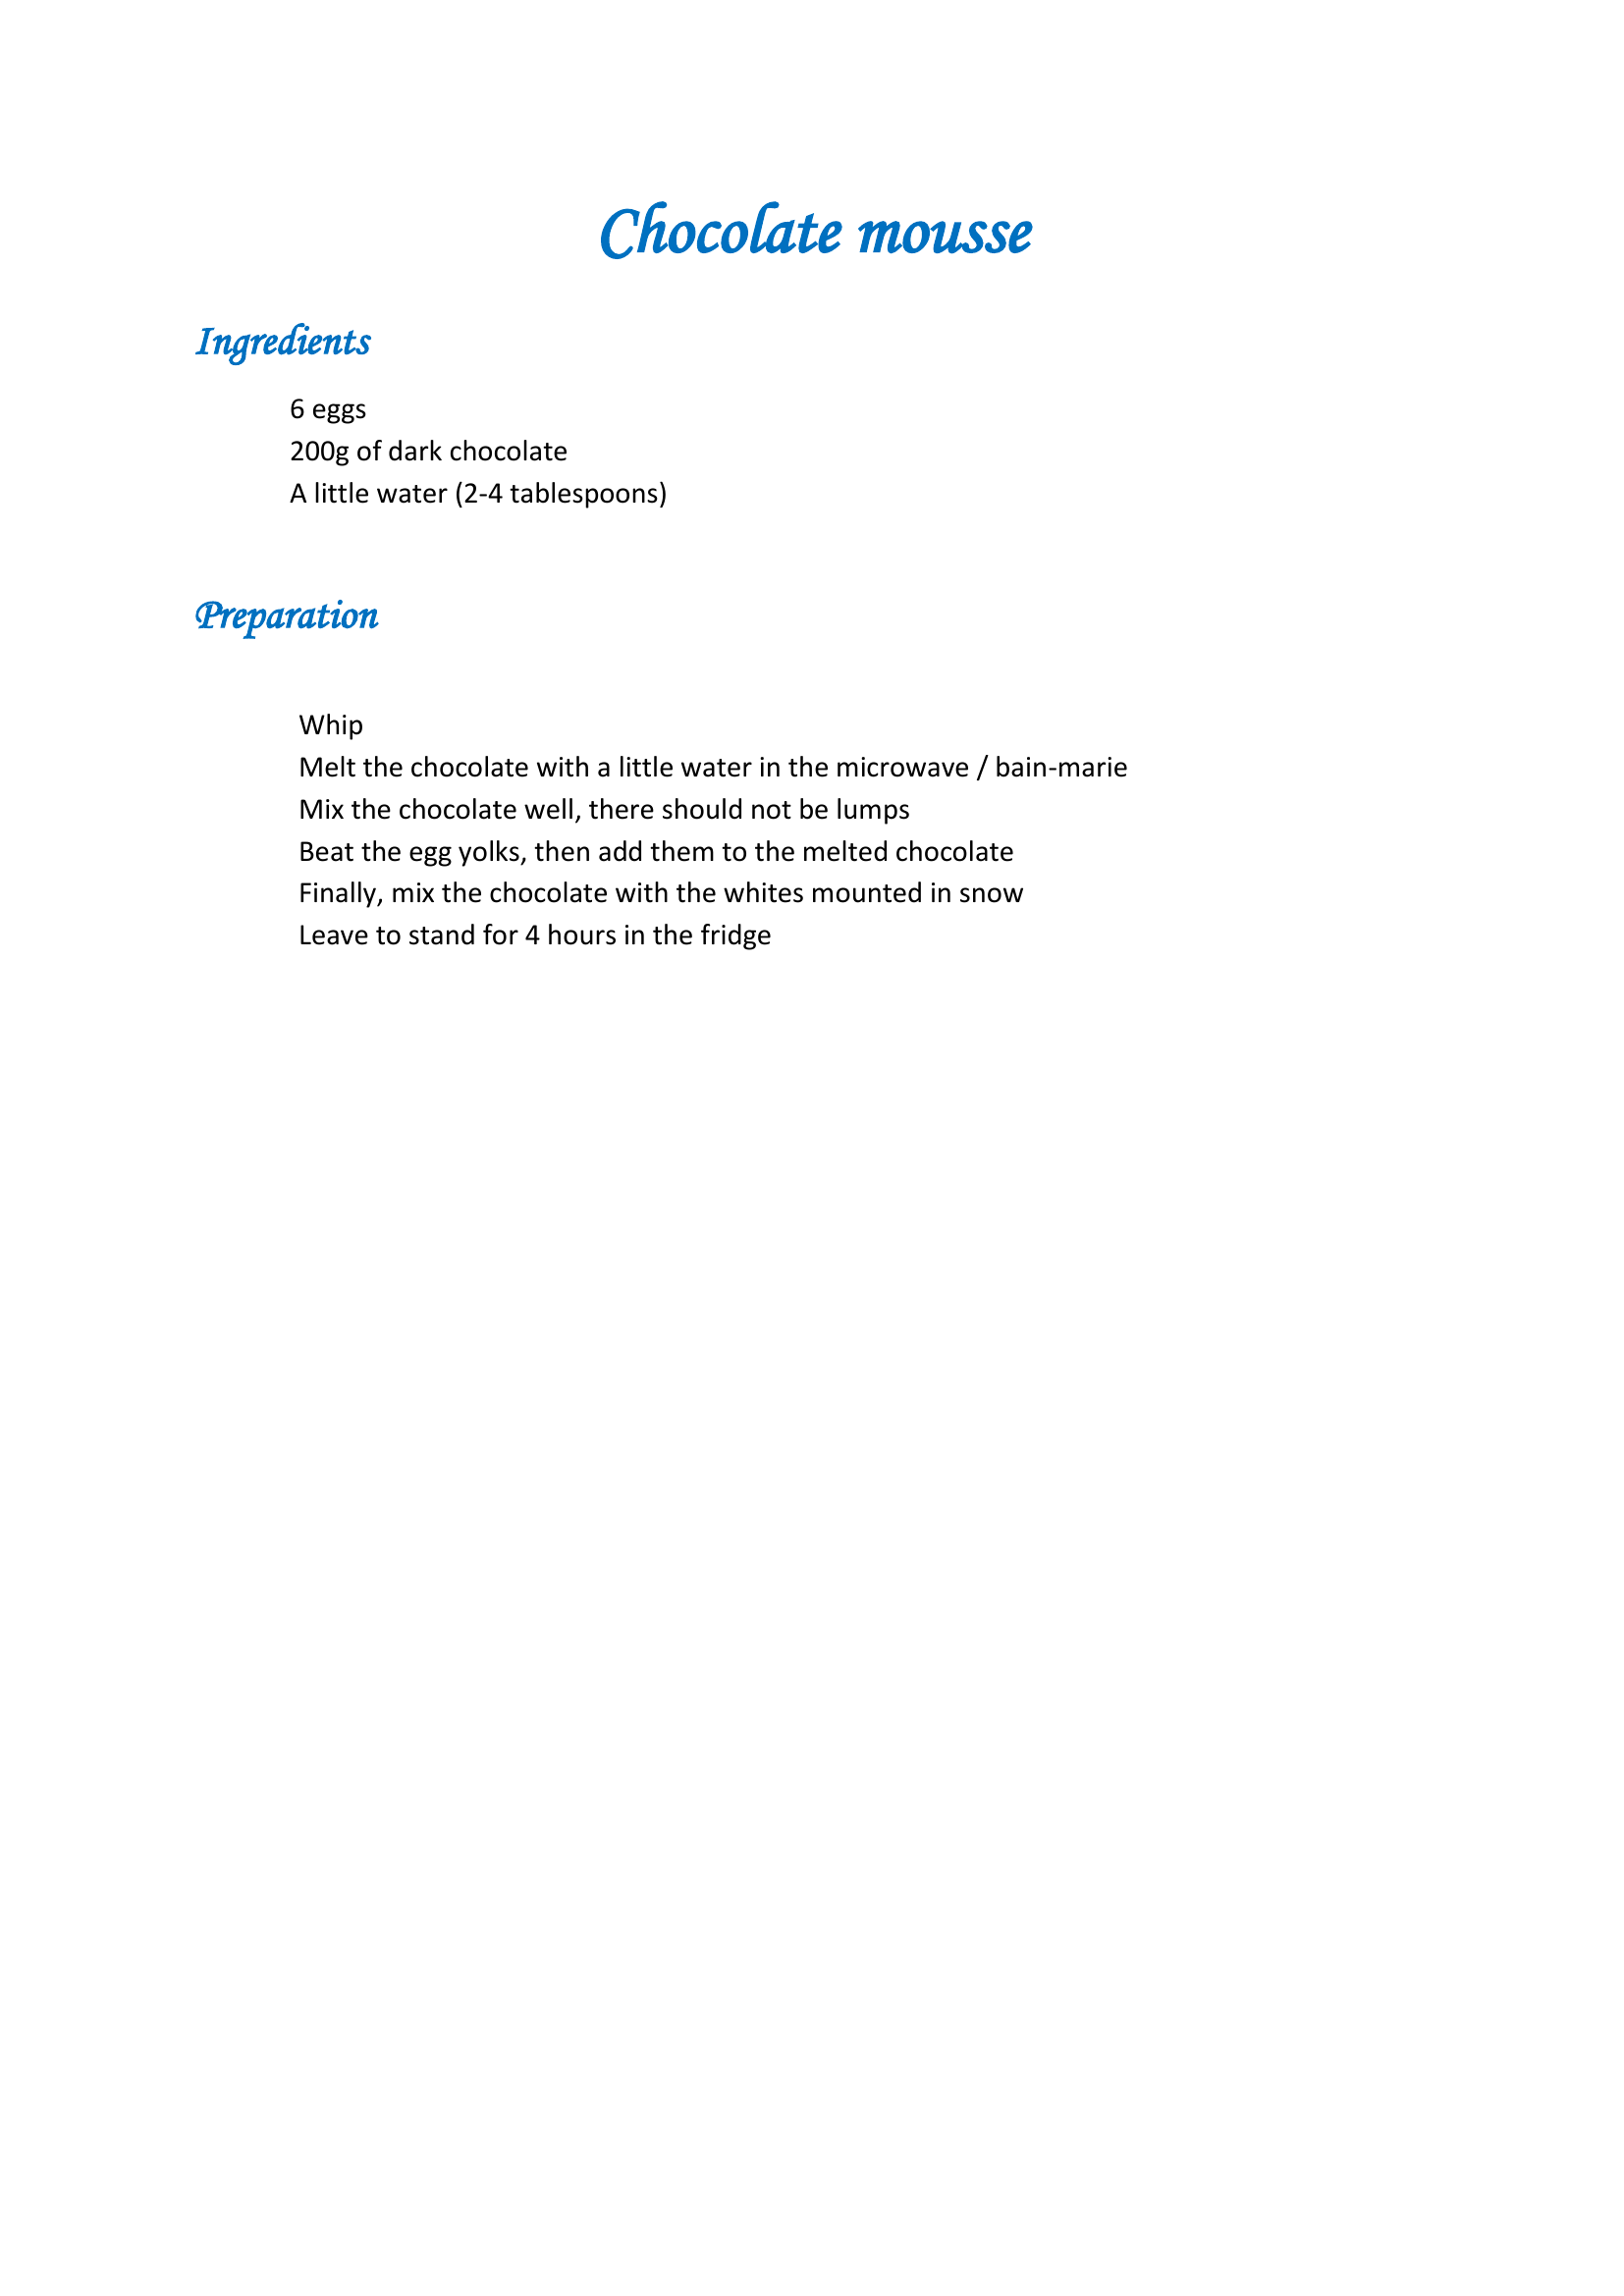 Chocolate mousse
Ingredients
6 eggs
200g of dark chocolate
A little water (2-4 tablespoons)
Preparation
Whip
Melt the chocolate with a little water in the microwave / bain-marie
Mix the chocolate well, there should not be lumps
Beat the egg yolks, then add them to the melted chocolate
Finally, mix the chocolate with the whites mounted in snow
Leave to stand for 4 hours in the fridge